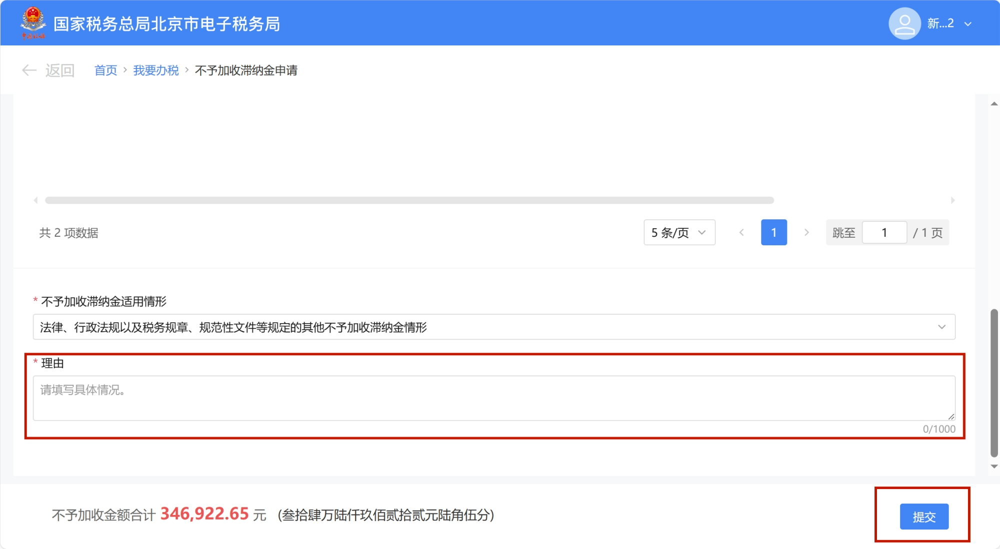 国家税务总局北京市电子税务局
新...2
返回 首页 > 我要办税 > 不予加收滞纳金申请
共 2 项数据
5 条/页
1
跳至 1 / 1 页
* 不予加收滞纳金适用情形
法律、行政法规以及税务规章、规范性文件等规定的其他不予加收滞纳金情形
* 理由
请填写具体情况。
0/1000
不予加收金额合计 346,922.65 元 (叁拾肆万陆仟玖佰贰拾贰元陆角伍分)
提交